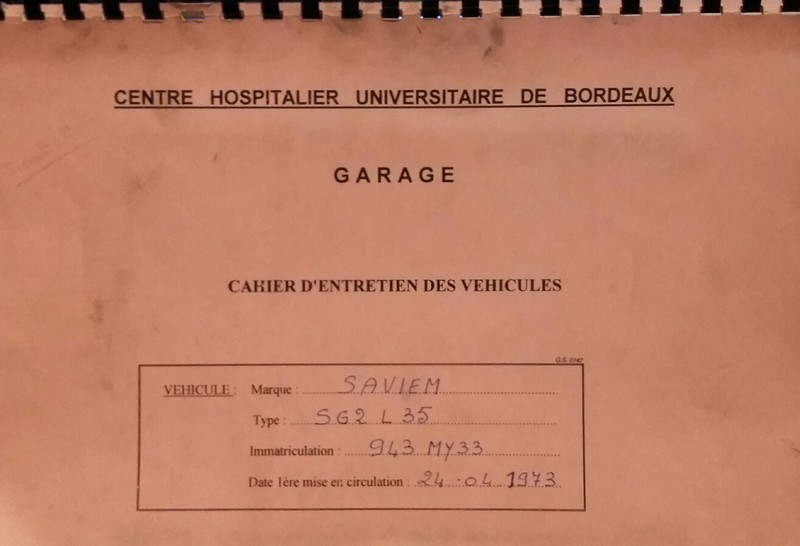 CENTRE HOSPITALIER UNIVERSITAIRE DE BORDEAUX
GARAGE
CAHIER D'ENTRETIEN DES VEHICULES
VEHICULE : Marque : SAVIEM
Type : SG2 L 35
Immatriculation : 943 MY33
Date 1ère mise en circulation : 24.04 1973